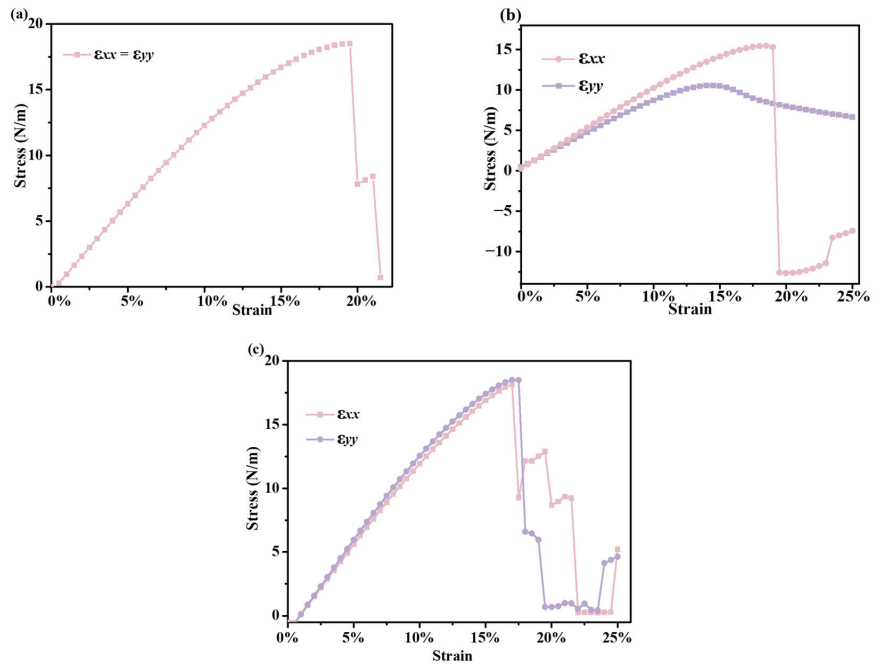 (a)
20
15
10
5
0
Stress (N/m)
εxx = εyy
0% 5% 10% 15% 20%
Strain
(b)
15
10
5
0
−5
−10
Stress (N/m)
εxx
εyy
0% 5% 10% 15% 20% 25%
Strain
(c)
20
15
10
5
0
Stress (N/m)
εxx
εyy
0% 5% 10% 15% 20% 25%
Strain